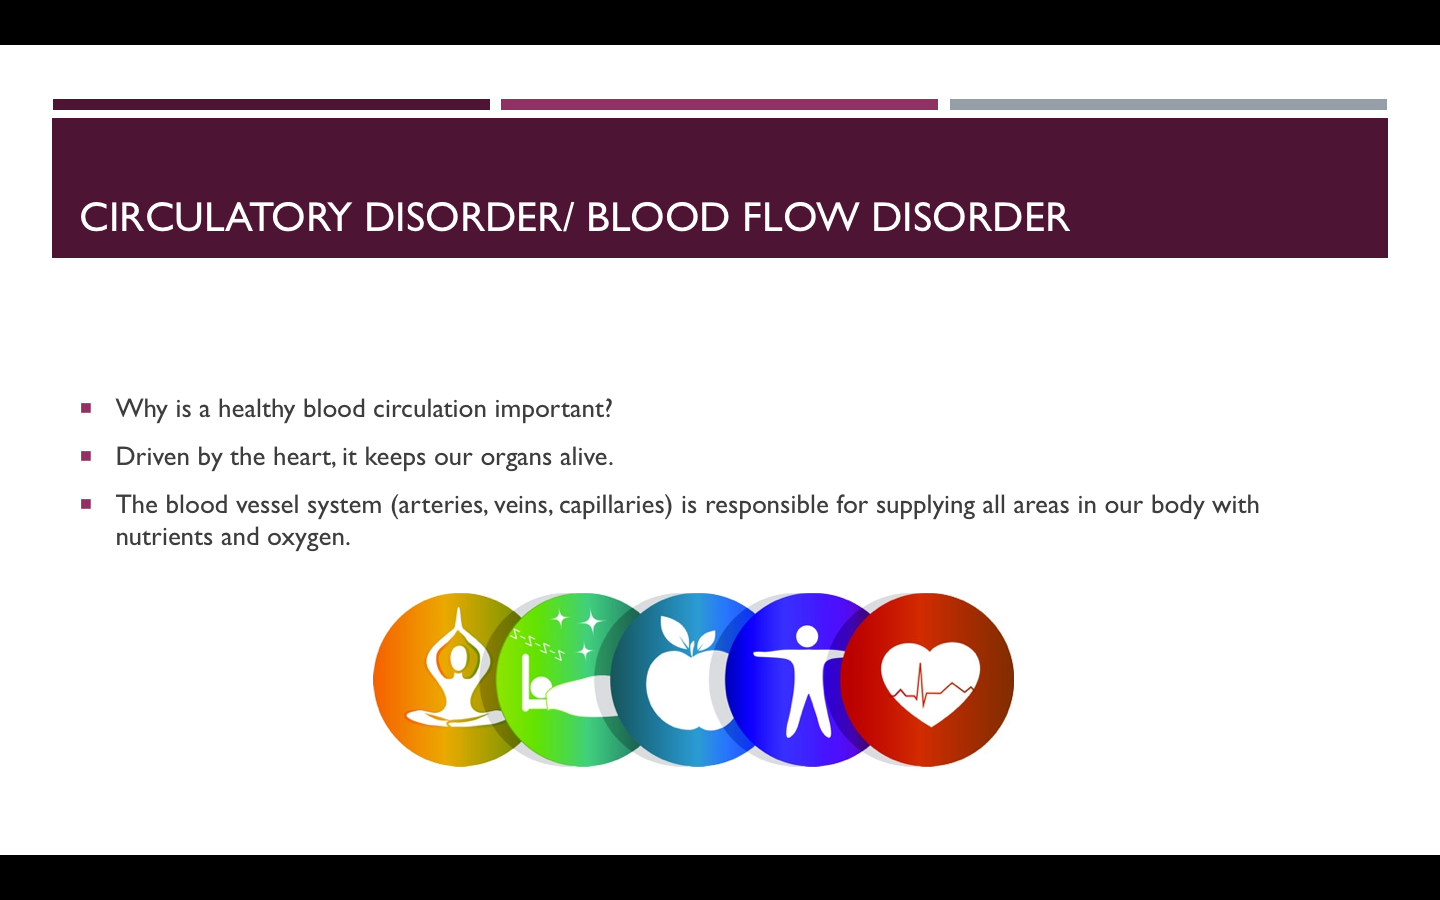 CIRCULATORY DISORDER/ BLOOD FLOW DISORDER
Why is a healthy blood circulation important?
Driven by the heart, it keeps our organs alive.
The blood vessel system (arteries, veins, capillaries) is responsible for supplying all areas in our body with
nutrients and oxygen.
zzzzz